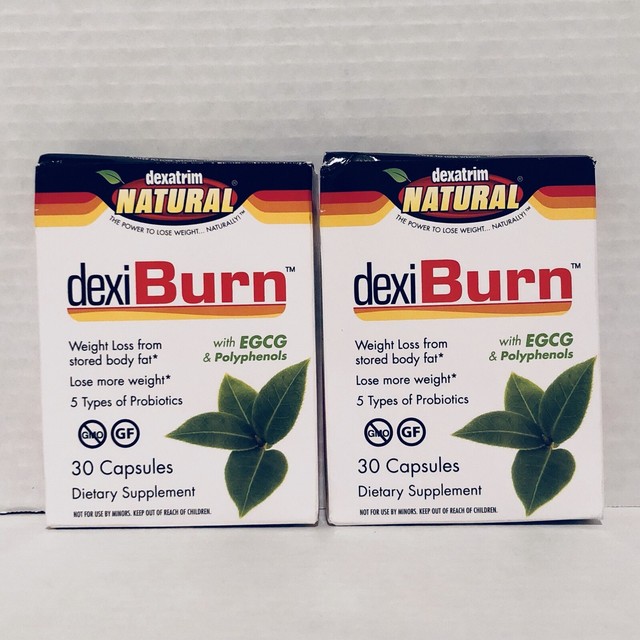 dexatrim
NATURAL®
THE POWER TO LOSE WEIGHT... NATURALLY!™
dexiBurn™
Weight Loss from
stored body fat*
Lose more weight*
5 Types of Probiotics
with EGCG
& Polyphenols
GMO GF
30 Capsules
Dietary Supplement
NOT FOR USE BY MINORS. KEEP OUT OF REACH OF CHILDREN.
dexatrim
NATURAL®
THE POWER TO LOSE WEIGHT... NATURALLY!™
dexiBurn™
Weight Loss from
stored body fat*
Lose more weight*
5 Types of Probiotics
with EGCG
& Polyphenols
GMO GF
30 Capsules
Dietary Supplement
NOT FOR USE BY MINORS. KEEP OUT OF REACH OF CHILDREN.